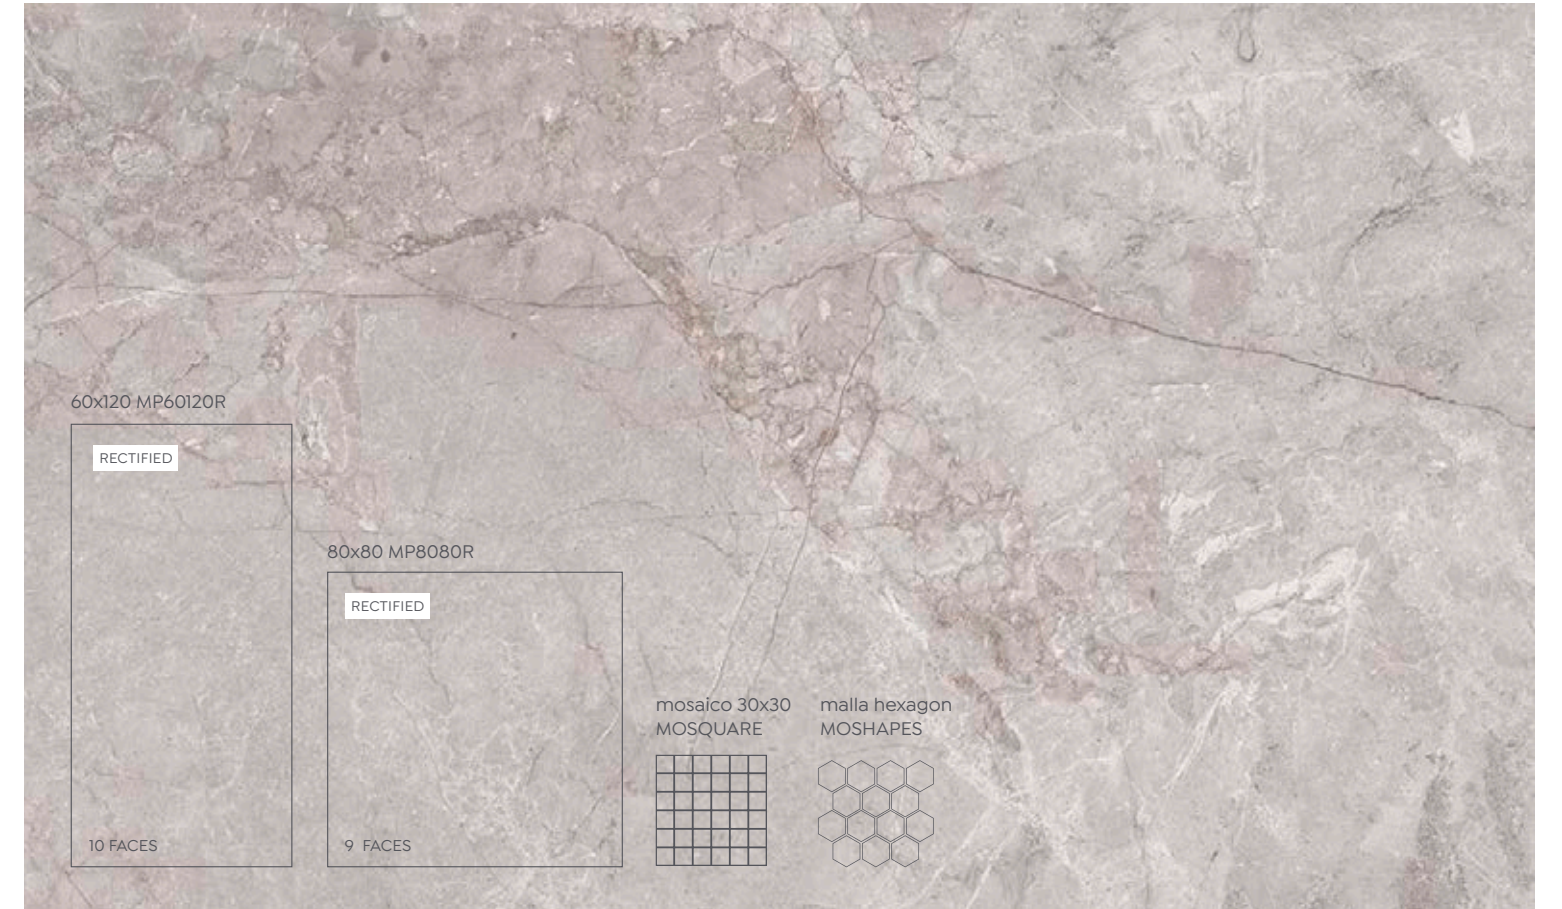 60x120 MP60120R
RECTIFIED
10 FACES
80x80 MP8080R
RECTIFIED
9 FACES
mosaico 30x30
MOSQUARE
malla hexagon
MOSHAPES